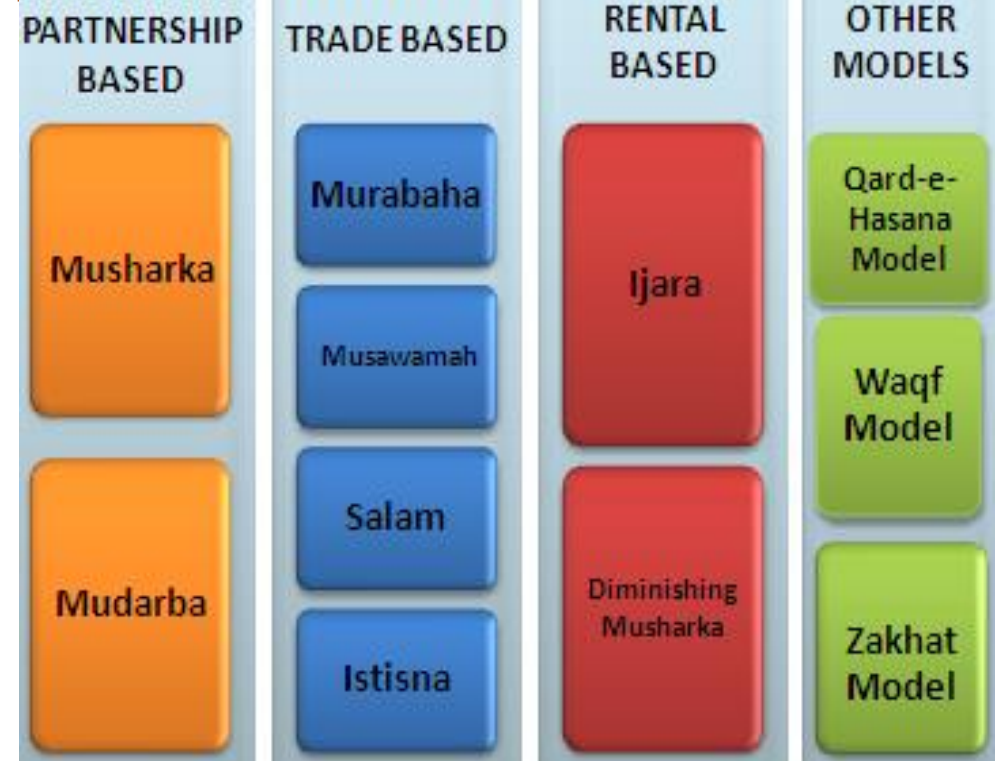 PARTNERSHIP
BASED
Musharka
Mudarba
TRADE BASED
Murabaha
Musawamah
Salam
Istisna
RENTAL
BASED
Ijara
Diminishing
Musharka
OTHER
MODELS
Qard-e-
Hasana
Model
Waqf
Model
Zakhat
Model